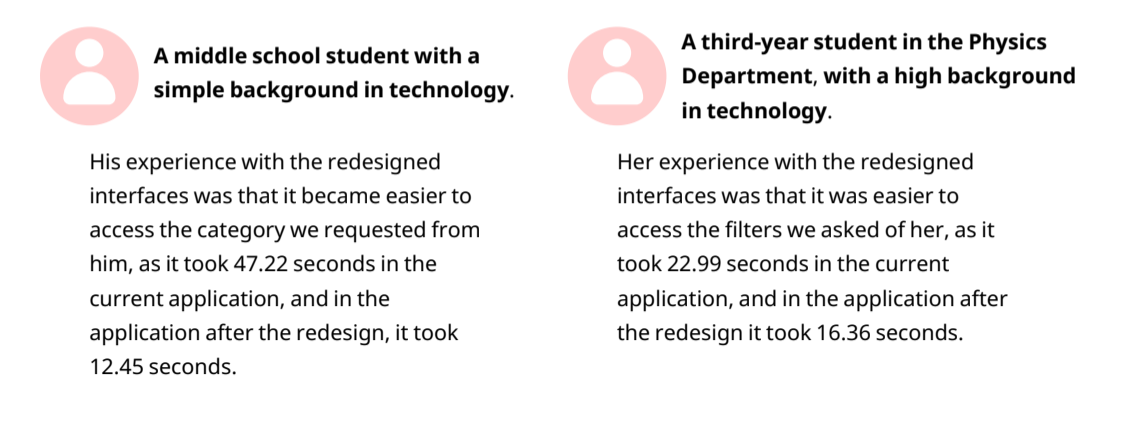 A middle school student with a
simple background in technology.
His experience with the redesigned
interfaces was that it became easier to
access the category we requested from
him, as it took 47.22 seconds in the
current application, and in the
application after the redesign, it took
12.45 seconds.
A third-year student in the Physics
Department, with a high background
in technology.
Her experience with the redesigned
interfaces was that it was easier to
access the filters we asked of her, as it
took 22.99 seconds in the current
application, and in the application after
the redesign it took 16.36 seconds.